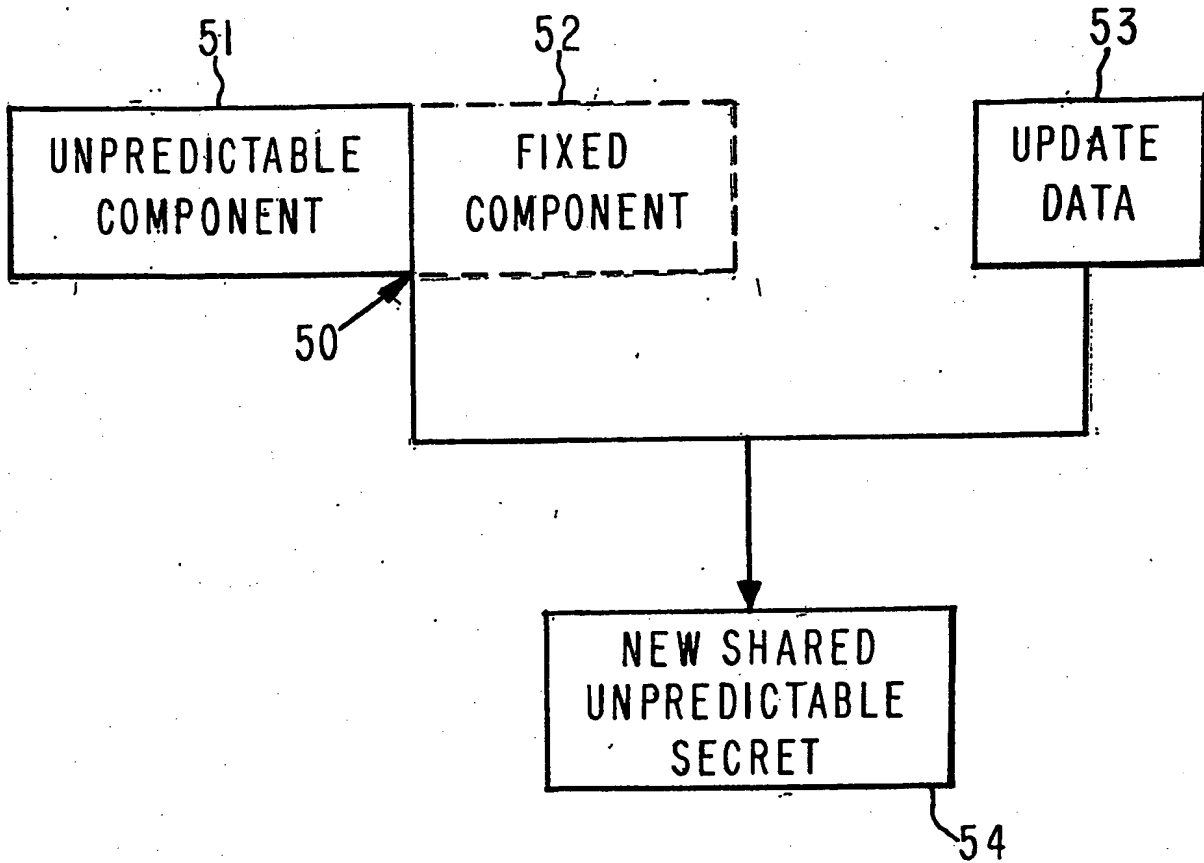 51
52
53
UNPREDICTABLE
COMPONENT
FIXED
COMPONENT
UPDATE
DATA
50
NEW SHARED
UNPREDICTABLE
SECRET
54